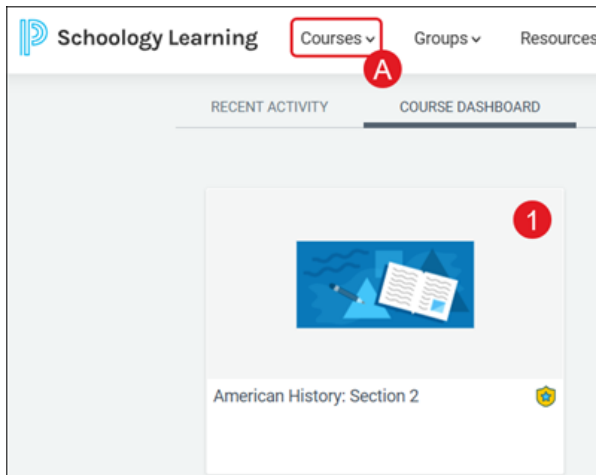 Schoology Learning Courses Groups Resources
A
RECENT ACTIVITY COURSE DASHBOARD
1
American History: Section 2